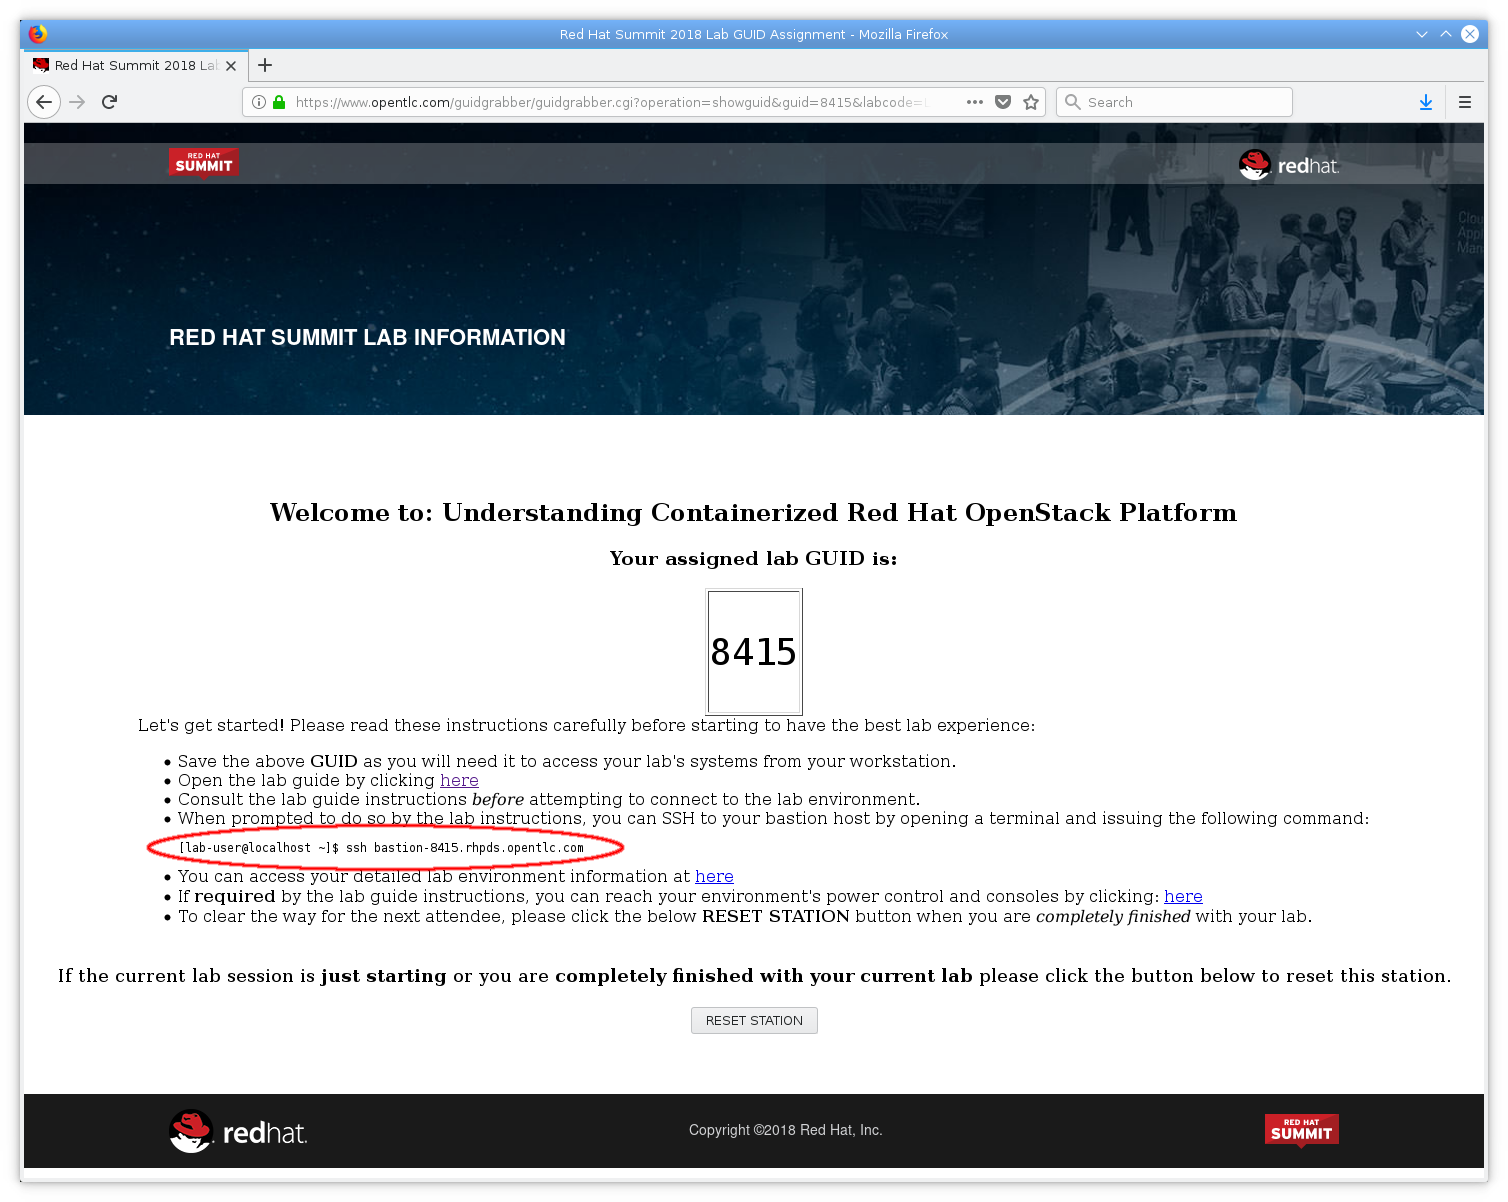 Red Hat Summit 2018 Lab GUID Assignment - Mozilla Firefox
Red Hat Summit 2018 Lab
https://www.opentlc.com/guidgrabber/guidgrabber.cgi?operation=showguid&guid=8415&labcode=
Search
RED HAT
SUMMIT
redhat.
RED HAT SUMMIT LAB INFORMATION
Welcome to: Understanding Containerized Red Hat OpenStack Platform
Your assigned lab GUID is:
8415
Let's get started! Please read these instructions carefully before starting to have the best lab experience:
• Save the above GUID as you will need it to access your lab's systems from your workstation.
• Open the lab guide by clicking here
• Consult the lab guide instructions before attempting to connect to the lab environment.
• When prompted to do so by the lab instructions, you can SSH to your bastion host by opening a terminal and issuing the following command:
[lab-user@localhost ~]$ ssh bastion-8415.rhpds.opentlc.com
• You can access your detailed lab environment information at here
• If required by the lab guide instructions, you can reach your environment's power control and consoles by clicking: here
• To clear the way for the next attendee, please click the below RESET STATION button when you are completely finished with your lab.
If the current lab session is just starting or you are completely finished with your current lab please click the button below to reset this station.
RESET STATION
redhat.
Copyright ©2018 Red Hat, Inc.
RED HAT
SUMMIT